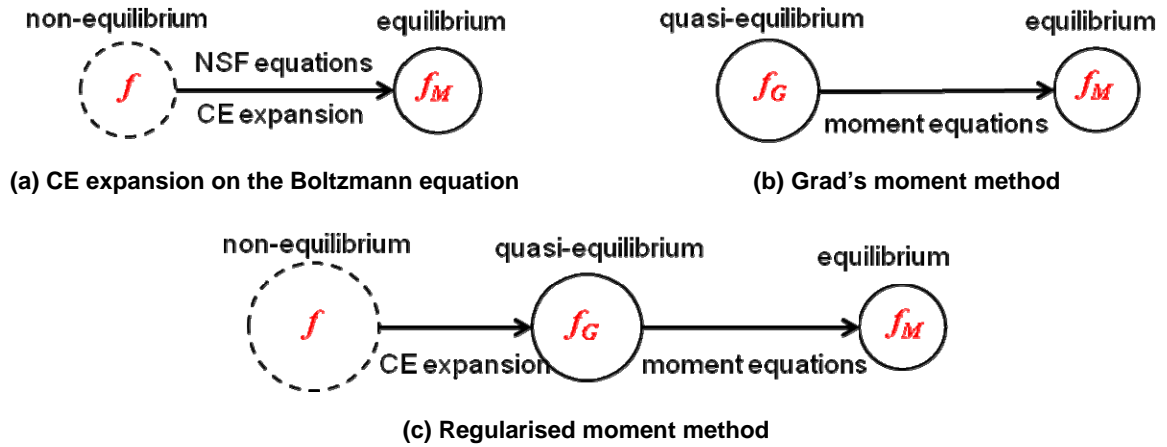 non-equilibrium
equilibrium
f
NSF equations
CE expansion
f_M
(a) CE expansion on the Boltzmann equation
quasi-equilibrium
equilibrium
f_G
moment equations
f_M
(b) Grad's moment method
non-equilibrium
quasi-equilibrium
equilibrium
f
CE expansion
f_G
moment equations
f_M
(c) Regularised moment method